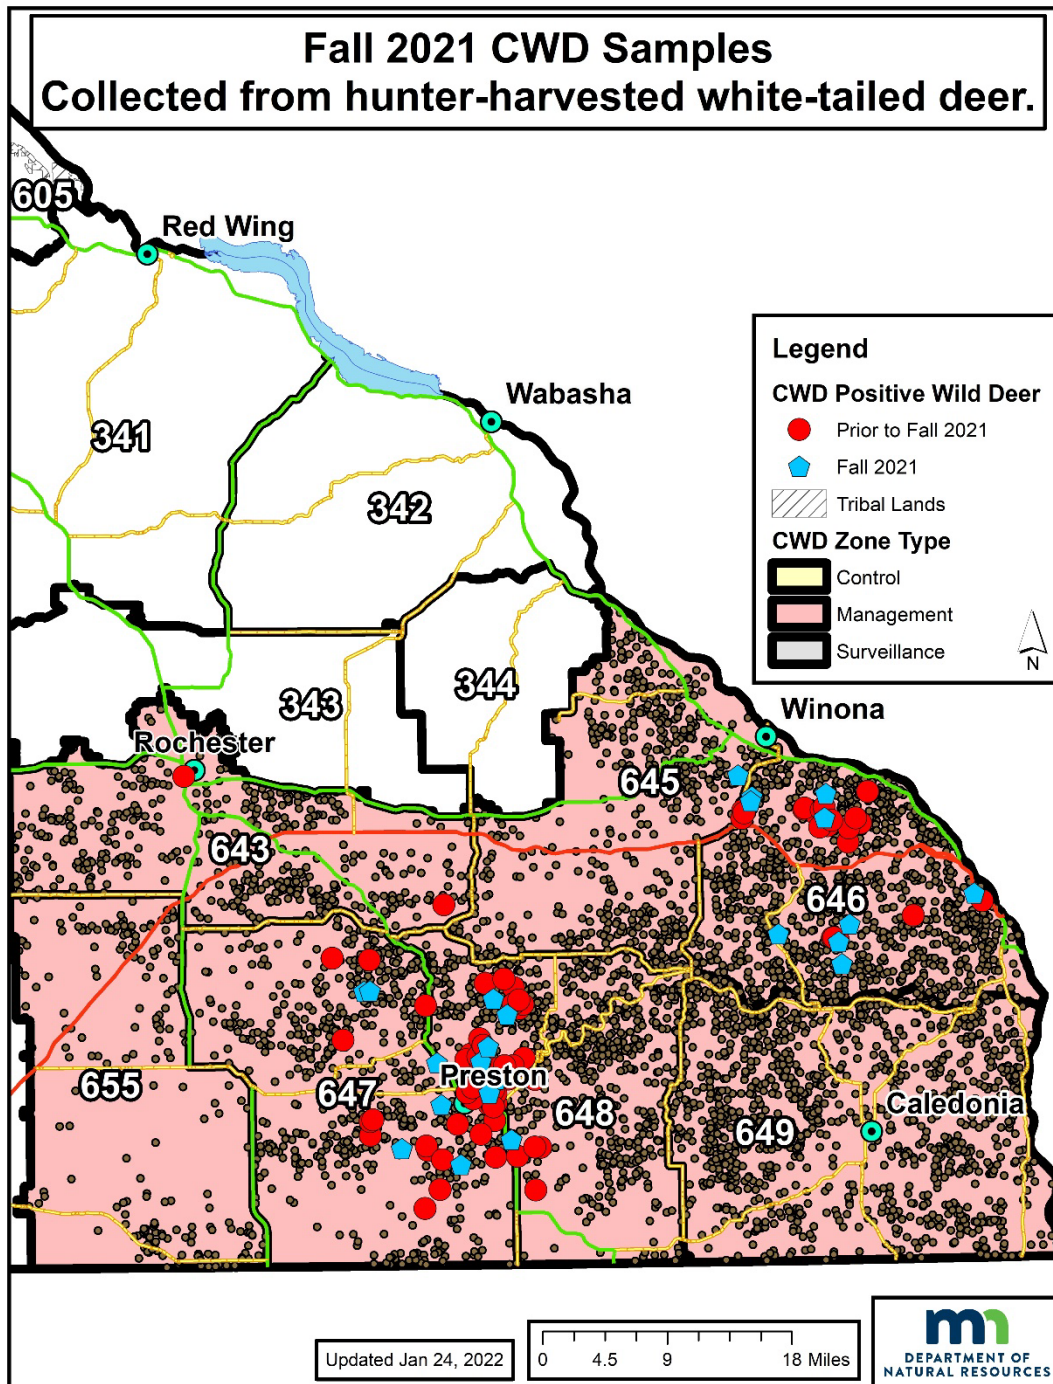 Fall 2021 CWD Samples
Collected from hunter-harvested white-tailed deer.
605
Red Wing
Legend
CWD Positive Wild Deer
Prior to Fall 2021
Fall 2021
Tribal Lands
CWD Zone Type
Control
Management
Surveillance
N
Wabasha
341
342
343
344
Winona
Rochester
645
643
646
Preston
655
647
648
649
Caledonia
Updated Jan 24, 2022
0 4.5 9 18 Miles
mn
DEPARTMENT OF
NATURAL RESOURCES